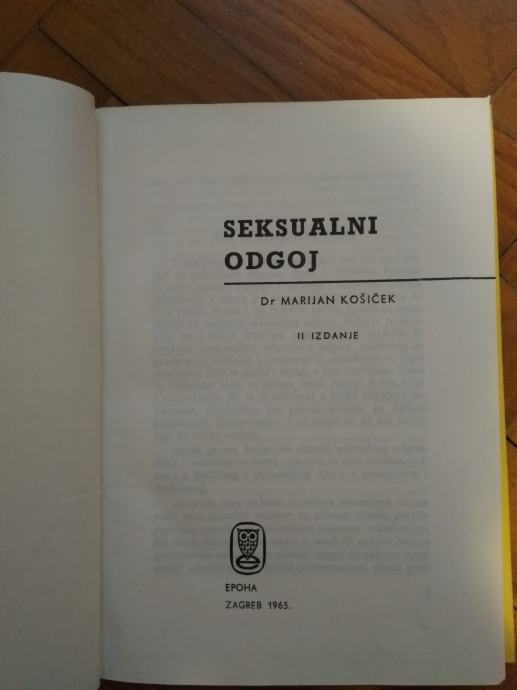 SEKSUALNI
ODGOJ
Dr MARIJAN KOŠIČEK
II IZDANJE
EPOHA
ZAGREB 1965.